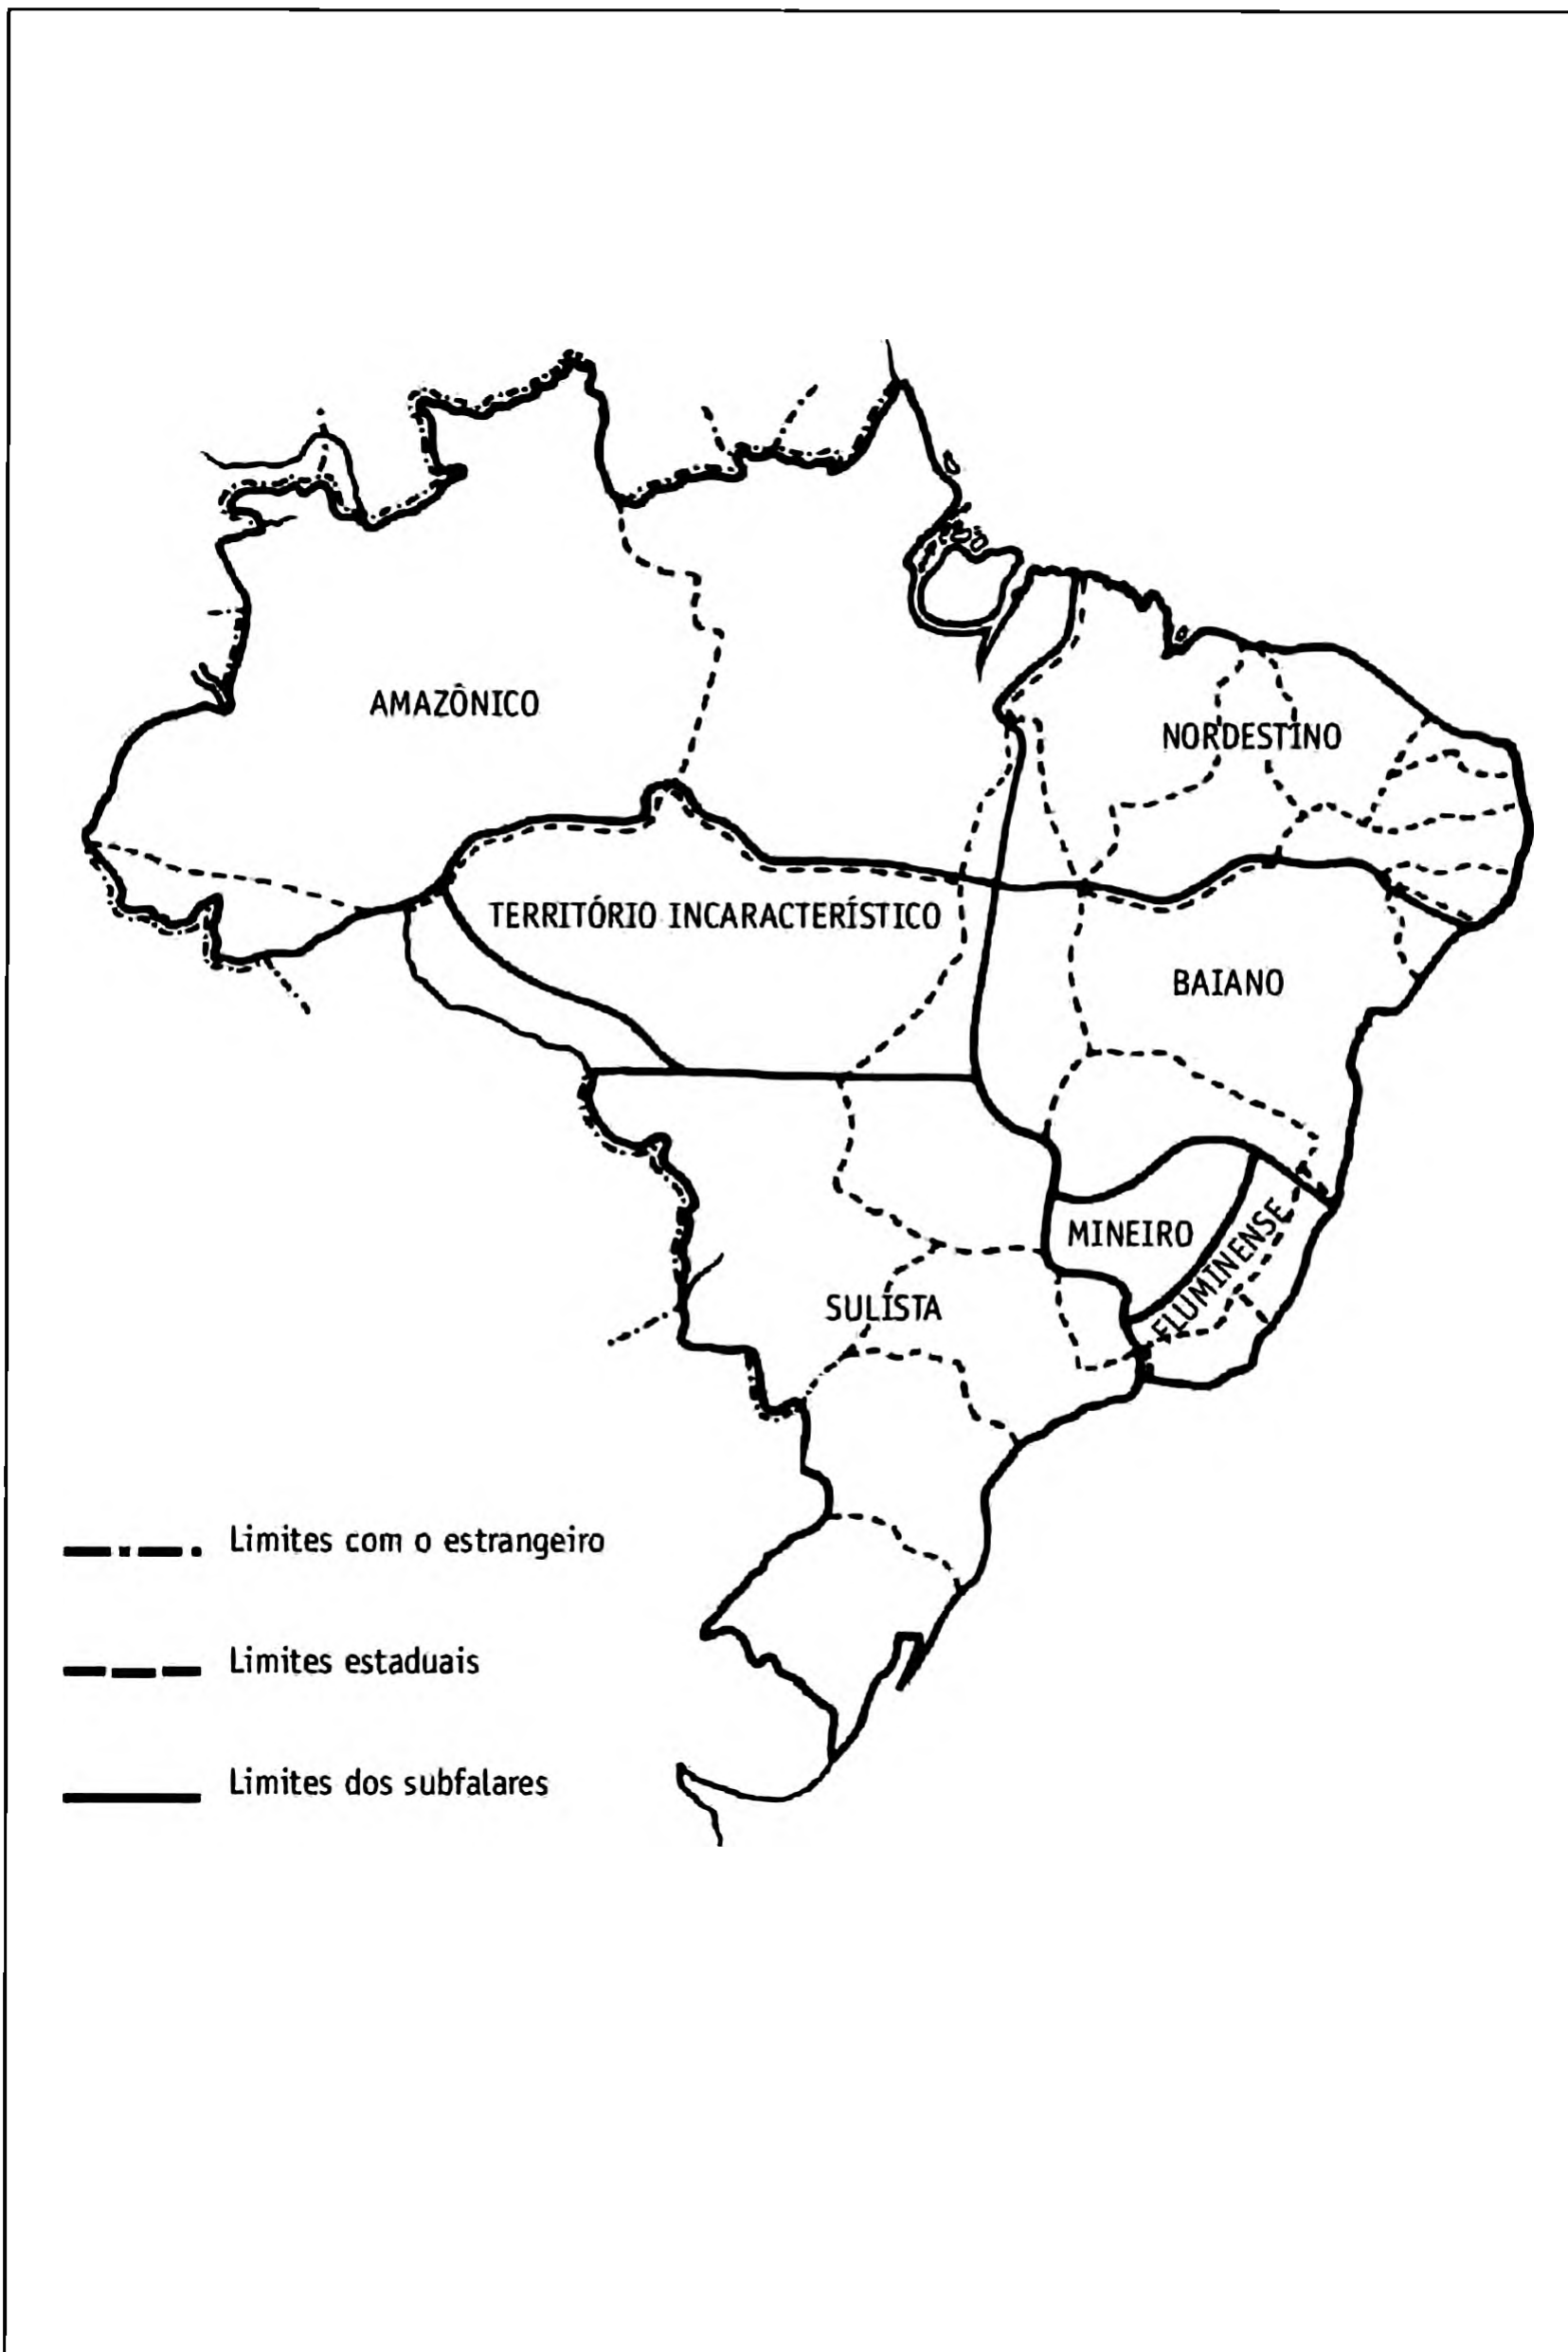 AMAZÔNICO
NORDESTINO
TERRITÓRIO INCARACTERÍSTICO
BAIANO
MINEIRO
FLUMINENSE
SULISTA
Limites com o estrangeiro
Limites estaduais
Limites dos subfalares